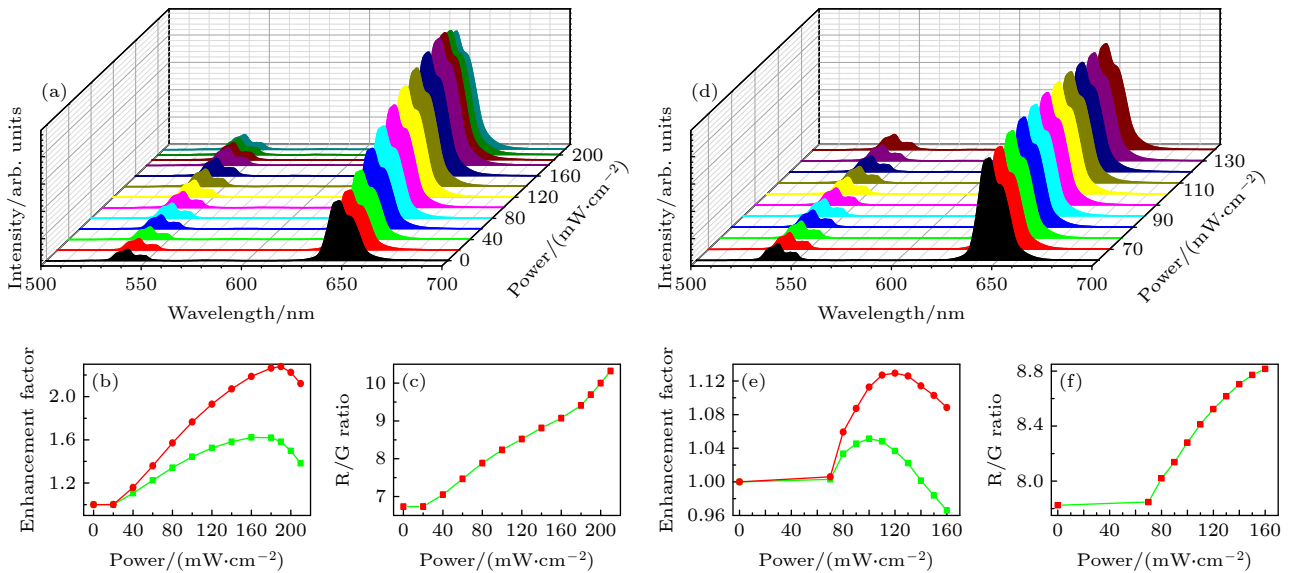 (a)
Intensity/arb. units
500
550
600
650
700
Wavelength/nm
0
40
80
120
160
200
Power/(mW·cm−2)
(d)
Intensity/arb. units
500
550
600
650
700
Wavelength/nm
70
90
110
130
Power/(mW·cm−2)
(b)
Enhancement factor
2.0
1.6
1.2
0 40 80 120 160 200
Power/(mW·cm−2)
(c)
R/G ratio
10
9
8
7
0 40 80 120 160 200
Power/(mW·cm−2)
(e)
Enhancement factor
1.12
1.08
1.04
1.00
0.96
0 40 80 120 160
Power/(mW·cm−2)
(f)
R/G ratio
8.8
8.4
8.0
0 40 80 120 160
Power/(mW·cm−2)